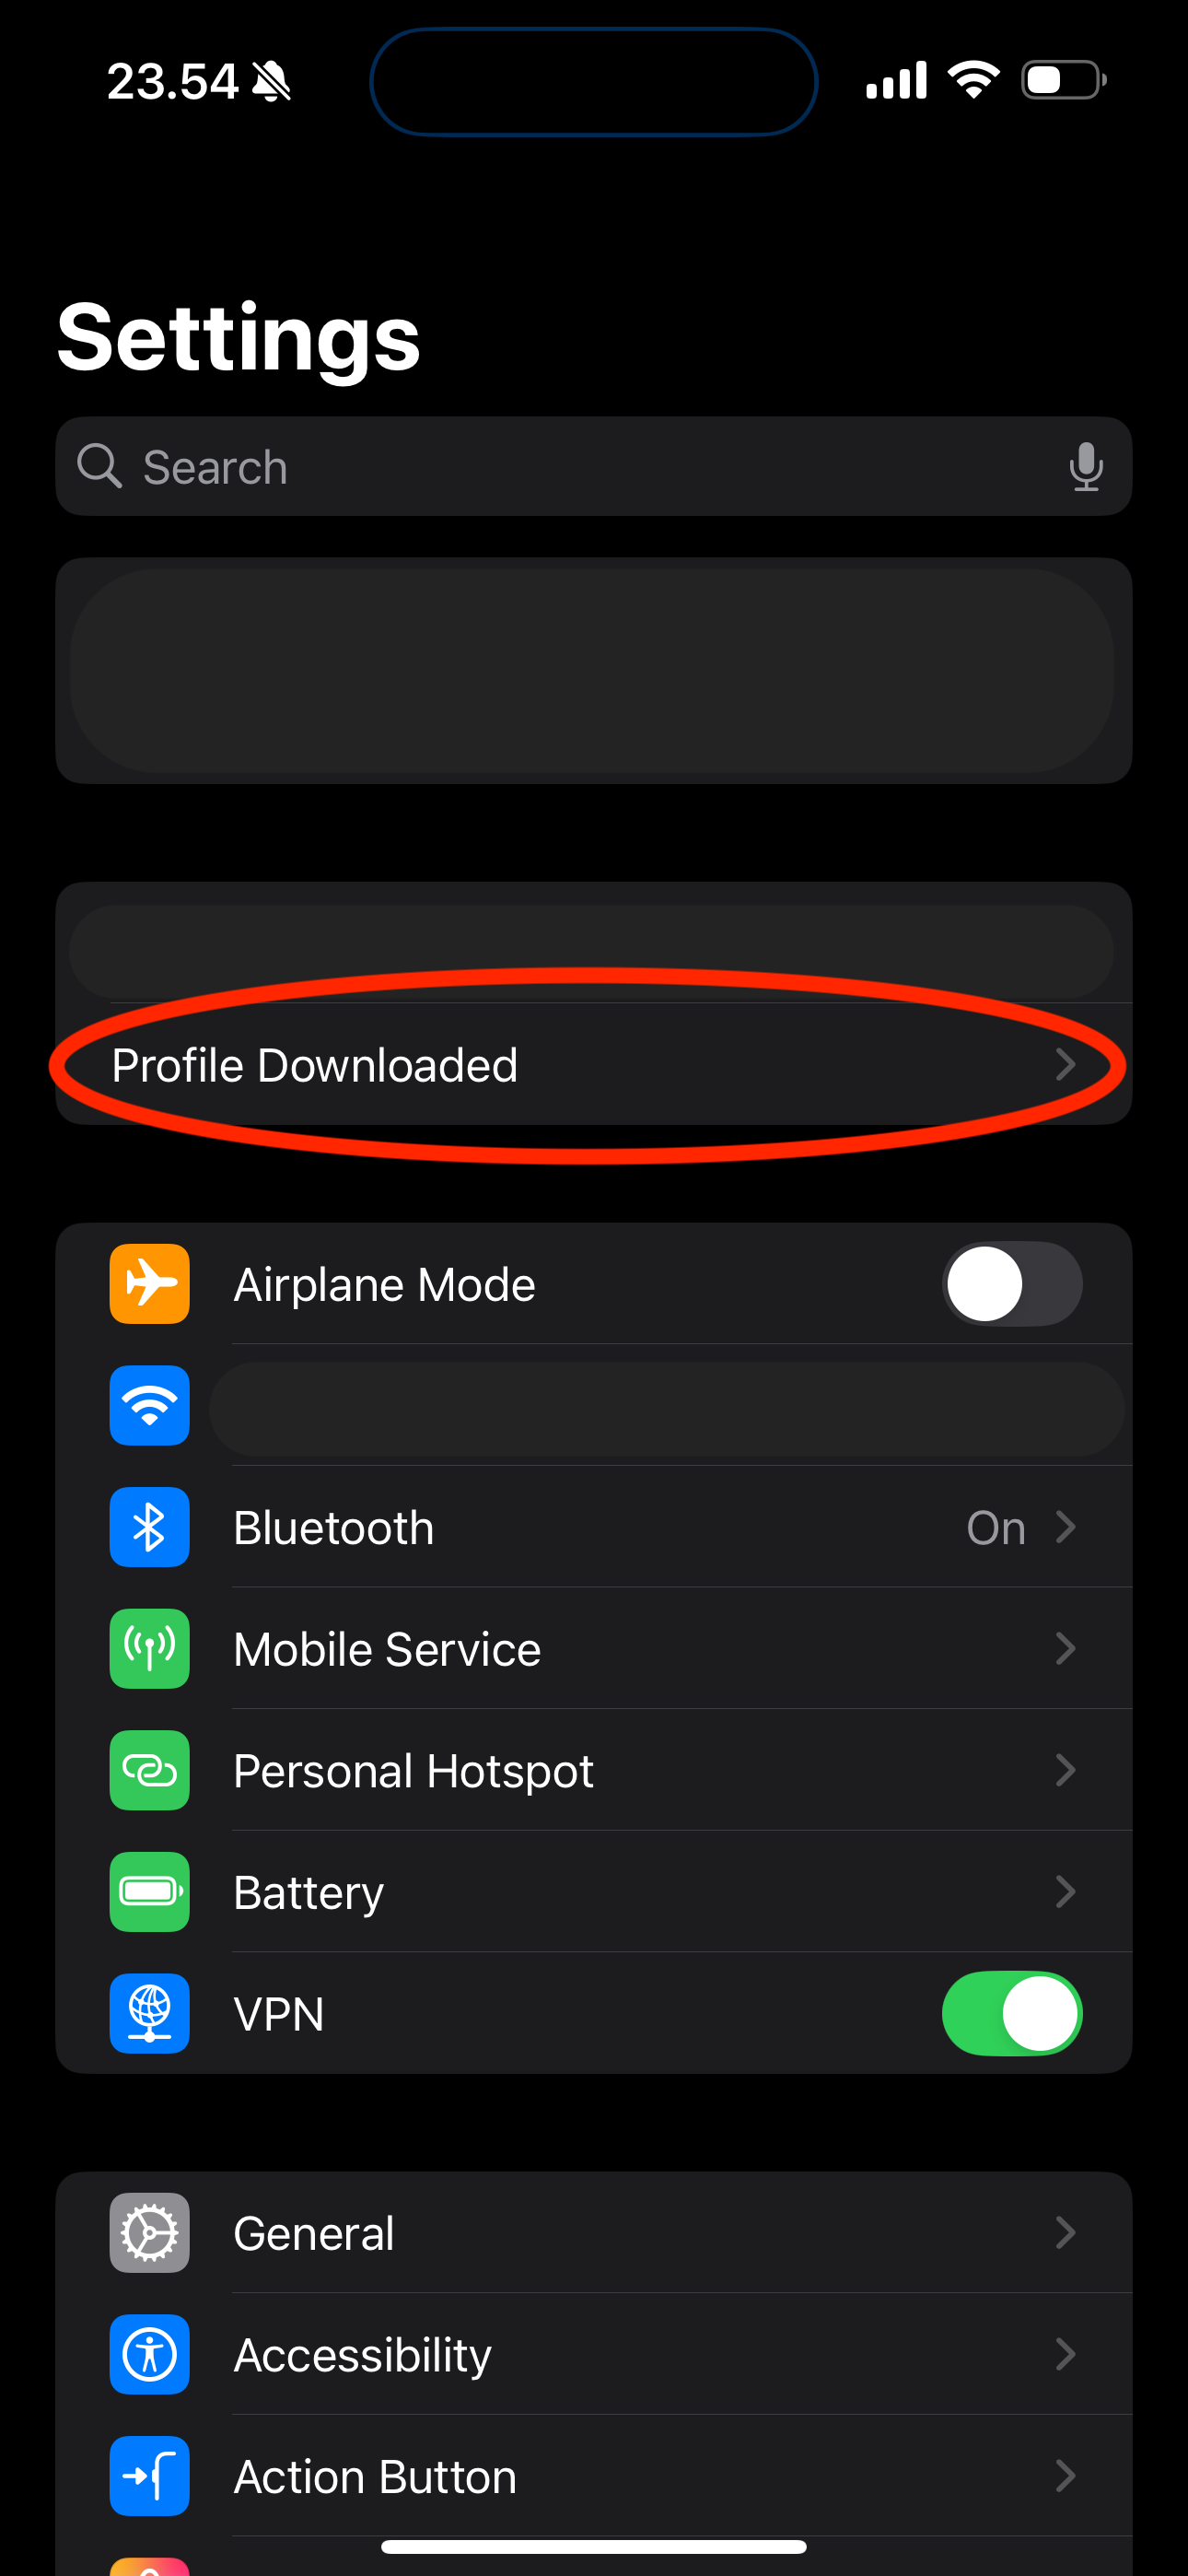 23.54
Settings
Search
Profile Downloaded
Airplane Mode
Bluetooth On
Mobile Service
Personal Hotspot
Battery
VPN
General
Accessibility
Action Button